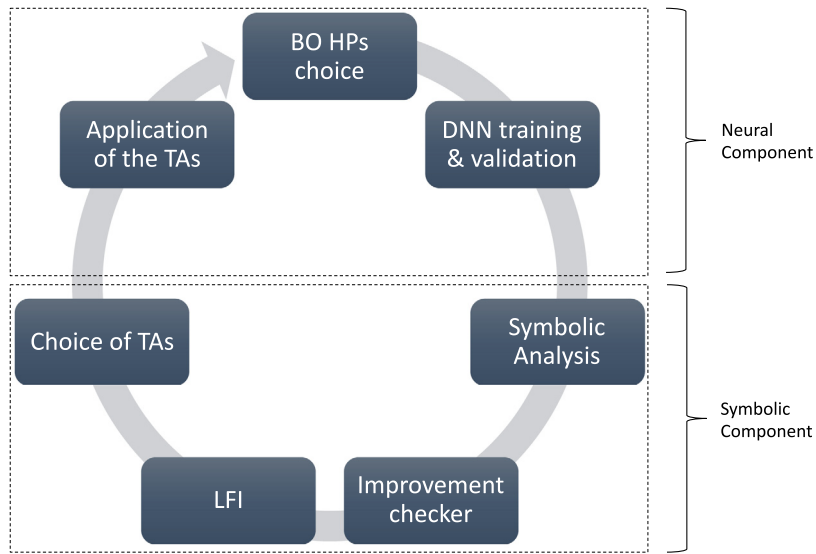 BO HPs
choice
Application
of the TAs
DNN training
& validation
Neural
Component
Choice of TAs
Symbolic
Analysis
Symbolic
Component
LFI
Improvement
checker